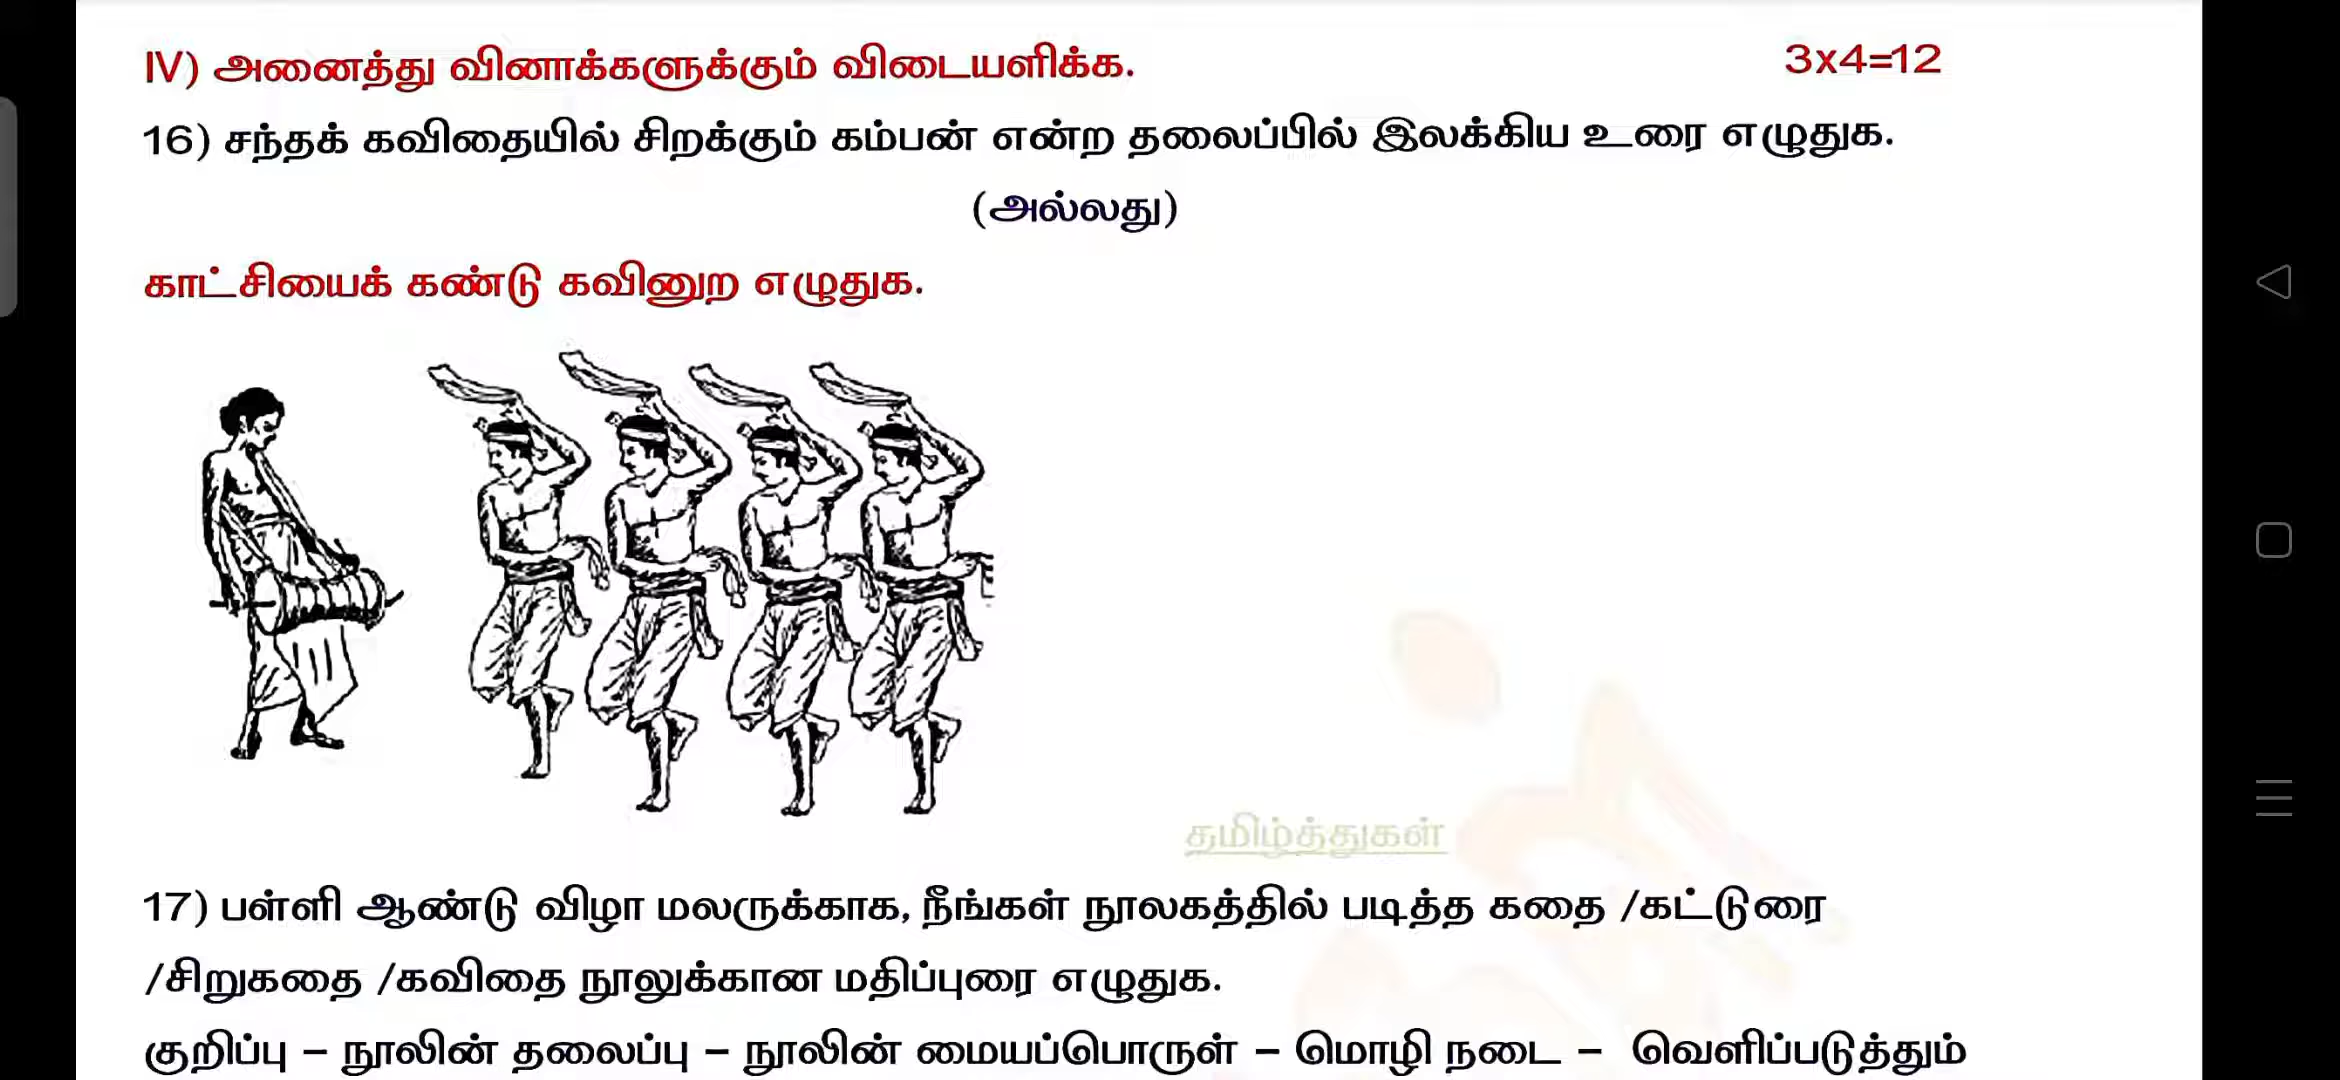 IV) அனைத்து வினாக்களுக்கும் விடையளிக்க. 3x4=12
16) சந்தக் கவிதையில் சிறக்கும் கம்பன் என்ற தலைப்பில் இலக்கிய உரை எழுதுக.
(அல்லது)
காட்சியைக் கண்டு கவினுற எழுதுக.
தமிழ்த்துகள்
17) பள்ளி ஆண்டு விழா மலருக்காக, நீங்கள் நூலகத்தில் படித்த கதை /கட்டுரை
/சிறுகதை /கவிதை நூலுக்கான மதிப்புரை எழுதுக.
குறிப்பு – நூலின் தலைப்பு – நூலின் மையப்பொருள் – மொழி நடை – வெளிப்படுத்தும்